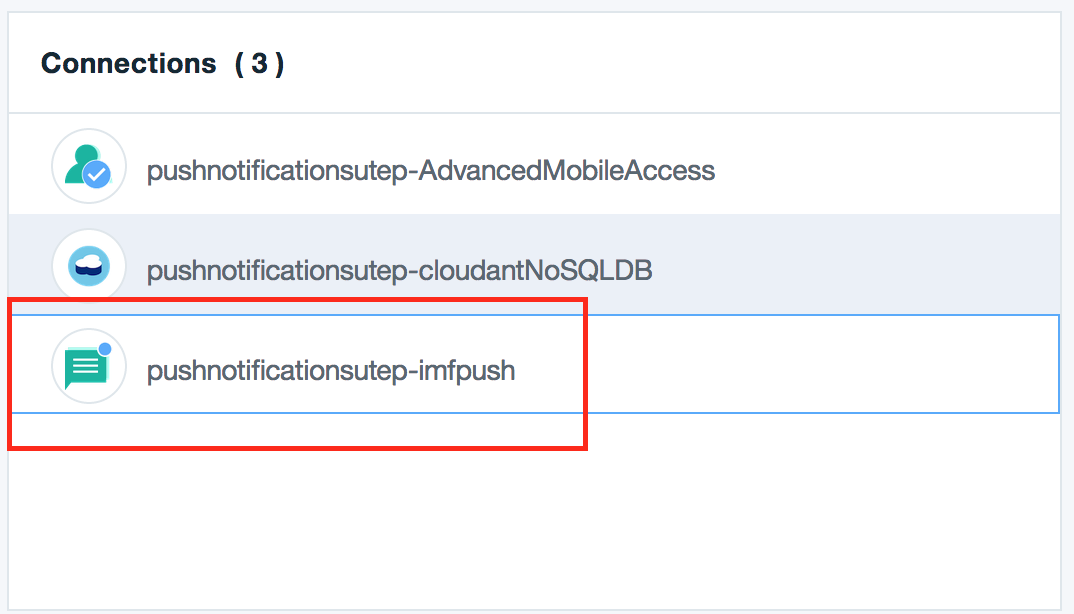 Connections ( 3 )
pushnotificationsutep-AdvancedMobileAccess
pushnotificationsutep-cloudantNoSQLDB
pushnotificationsutep-imfpush